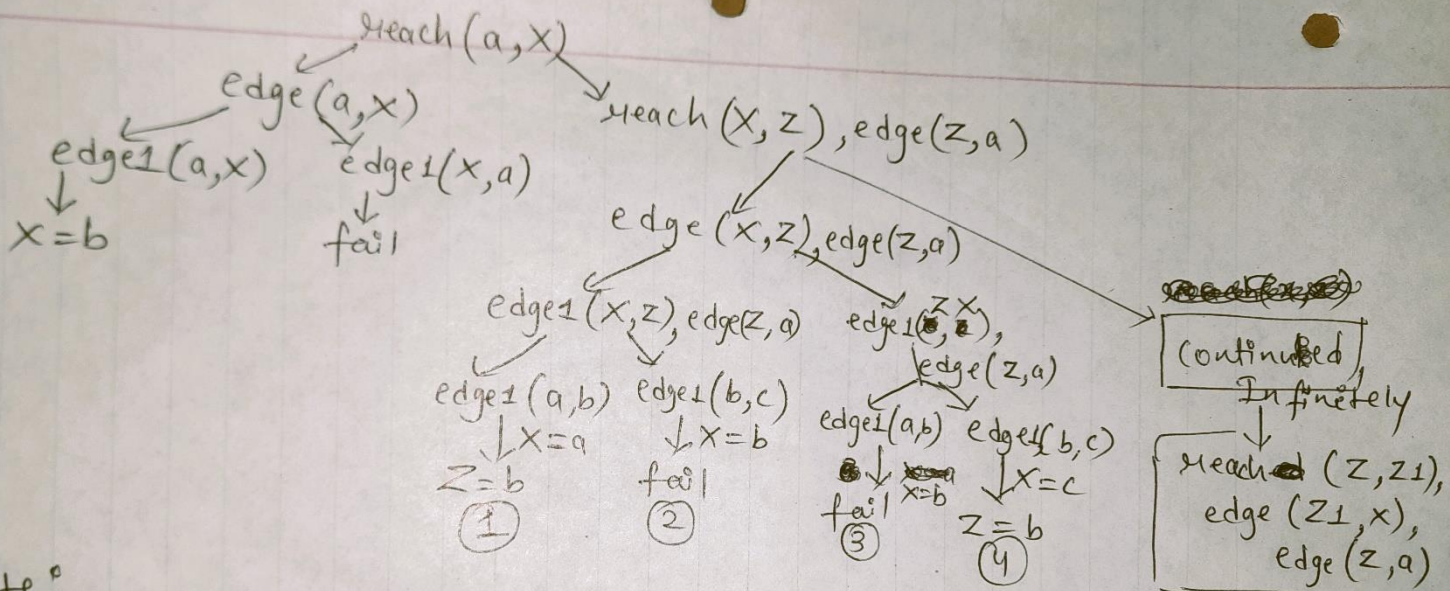 reach(a,X)
edge(a,X)
reach(X,Z), edge(Z,a)
edge1(a,X)
edge1(X,a)
X=b
fail
edge(X,Z), edge(Z,a)
edge1(X,Z), edge(Z,a)
edge1(Z,X),
edge(Z,a)
Continued,
Infinitely
edge1(a,b)
edge1(b,c)
edge1(a,b)
edge1(b,c)
X=a
X=b
X=b
X=c
Z=b
fail
fail
Z=b
1
2
3
4
reach (Z,Z1),
edge (Z1,X),
edge (Z,a)